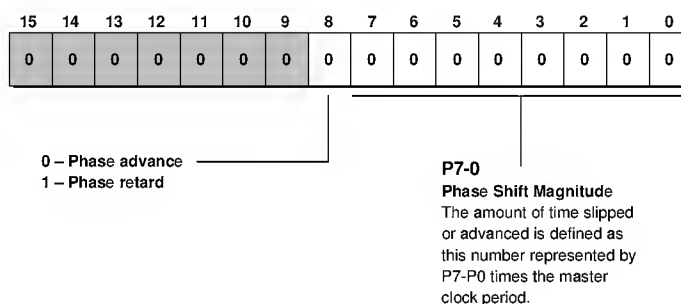 15 14 13 12 11 10 9 8 7 6 5 4 3 2 1 0
0 0 0 0 0 0 0 0 0 0 0 0 0 0 0 0
0 – Phase advance
1 – Phase retard
P7-0
Phase Shift Magnitude
The amount of time slipped
or advanced is defined as
this number represented by
P7-P0 times the master
clock period.